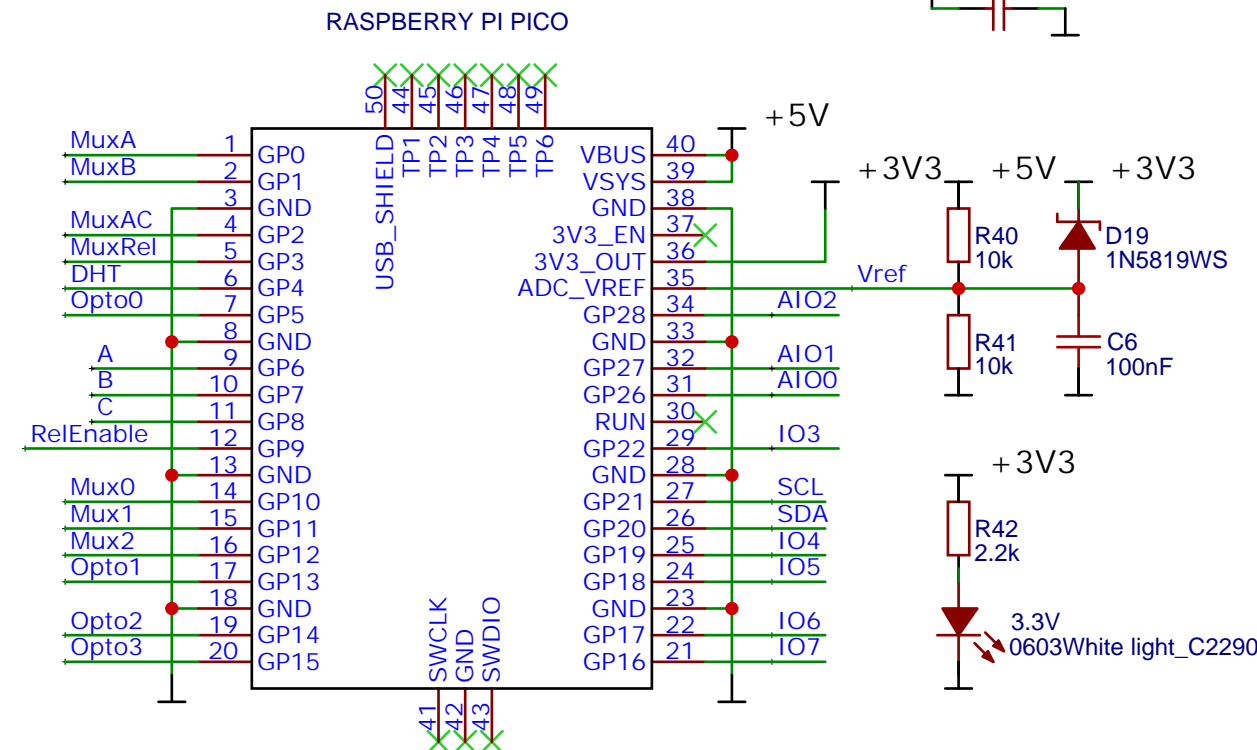 RASPBERRY PI PICO
50
44
45
46
47
48
49
USB_SHIELD
TP1
TP2
TP3
TP4
TP5
TP6
MuxA 1 GP0
MuxB 2 GP1
3 GND
MuxAC 4 GP2
MuxRel 5 GP3
DHT 6 GP4
Opto0 7 GP5
8 GND
A 9 GP6
B 10 GP7
C 11 GP8
RelEnable 12 GP9
13 GND
Mux0 14 GP10
Mux1 15 GP11
Mux2 16 GP12
Opto1 17 GP13
18 GND
Opto2 19 GP14
Opto3 20 GP15
SWCLK
GND
SWDIO
41
42
43
VBUS 40
VSYS 39
GND 38
3V3_EN 37
3V3_OUT 36
ADC_VREF 35 Vref
GP28 34 AIO2
GND 33
GP27 32 AIO1
GP26 31 AIO0
RUN 30
GP22 29 IO3
GND 28
GP21 27 SCL
GP20 26 SDA
GP19 25 IO4
GP18 24 IO5
GND 23
GP17 22 IO6
GP16 21 IO7
+5V
+3V3
+5V
+3V3
R40
10k
D19
1N5819WS
R41
10k
C6
100nF
+3V3
R42
2.2k
3.3V
0603White light_C2290